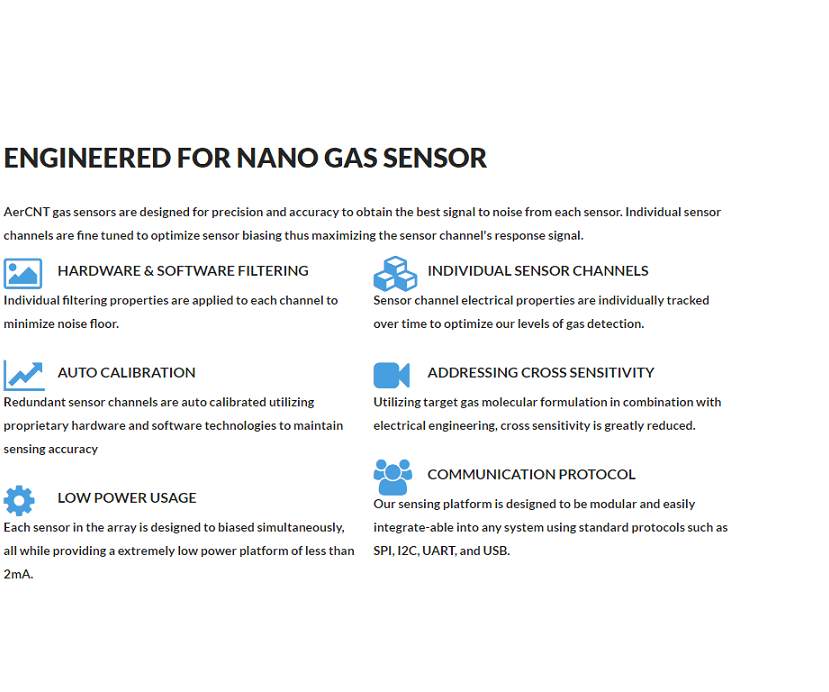 ENGINEERED FOR NANO GAS SENSOR
AerCNT gas sensors are designed for precision and accuracy to obtain the best signal to noise from each sensor. Individual sensor
channels are fine tuned to optimize sensor biasing thus maximizing the sensor channel's response signal.
HARDWARE & SOFTWARE FILTERING
Individual filtering properties are applied to each channel to
minimize noise floor.
INDIVIDUAL SENSOR CHANNELS
Sensor channel electrical properties are individually tracked
over time to optimize our levels of gas detection.
AUTO CALIBRATION
Redundant sensor channels are auto calibrated utilizing
proprietary hardware and software technologies to maintain
sensing accuracy
ADDRESSING CROSS SENSITIVITY
Utilizing target gas molecular formulation in combination with
electrical engineering, cross sensitivity is greatly reduced.
LOW POWER USAGE
Each sensor in the array is designed to biased simultaneously,
all while providing a extremely low power platform of less than
2mA.
COMMUNICATION PROTOCOL
Our sensing platform is designed to be modular and easily
integrate-able into any system using standard protocols such as
SPI, I2C, UART, and USB.